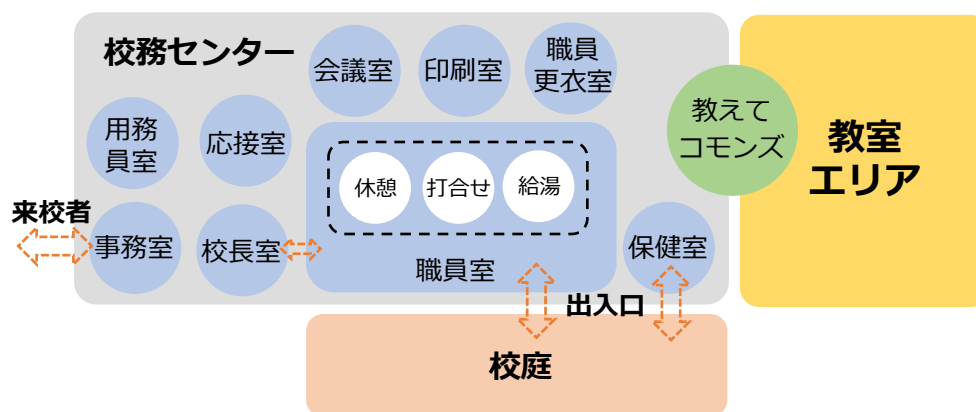 校務センター
会議室
印刷室
職員
更衣室
教えて
コモンズ
教室
エリア
用務
員室
応接室
休憩
打合せ
給湯
来校者
事務室
校長室
職員室
保健室
出入口
校庭